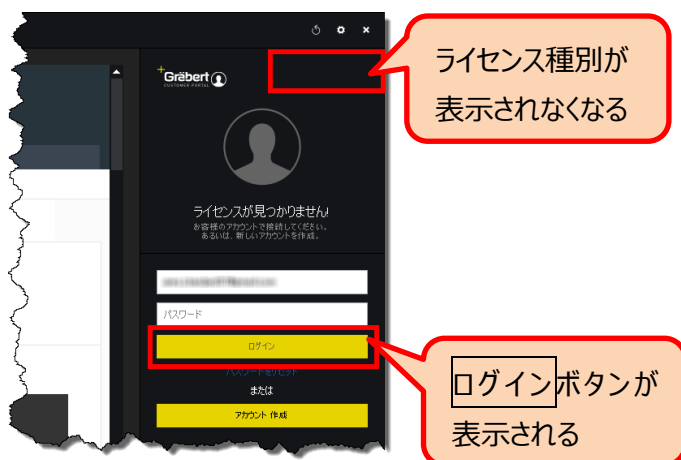 Gräbert
CUSTOMER PORTAL
ライセンス種別が
表示されなくなる
ライセンスが見つかりません!
お客様のアカウントで接続してください。
あるいは、新しいアカウントを作成。
パスワード
ログイン
パスワードをリセット
または
アカウント 作成
ログインボタンが
表示される